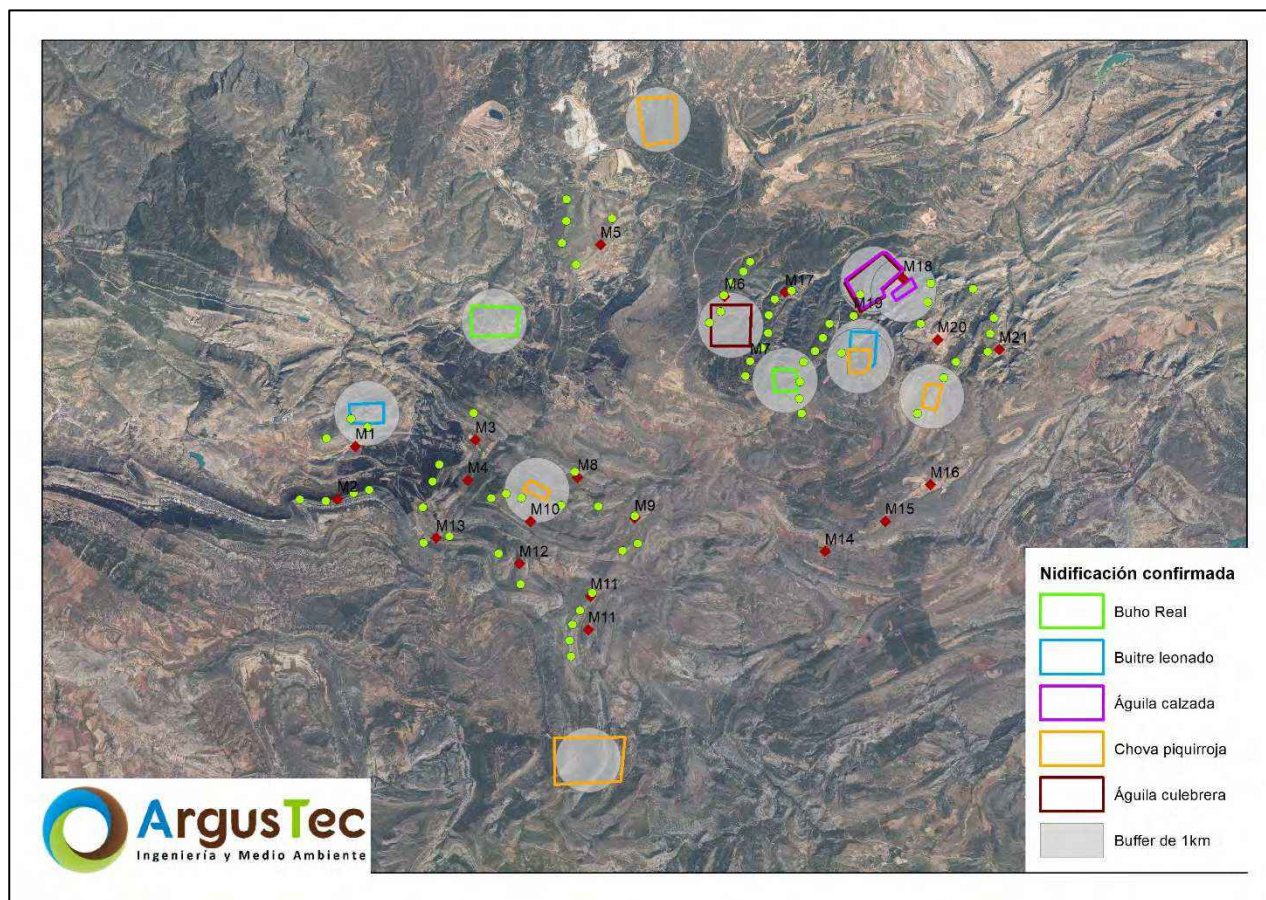 M5
M18
M6
M17
M19
M20
M21
M7
M1
M3
M4
M8
M2
M16
M10
M9
M15
M13
M14
M12
M11
M11
Nidificación confirmada
Buho Real
Buitre leonado
Águila calzada
Chova piquirroja
Águila culebrera
Buffer de 1km
ArgusTec
Ingeniería y Medio Ambiente